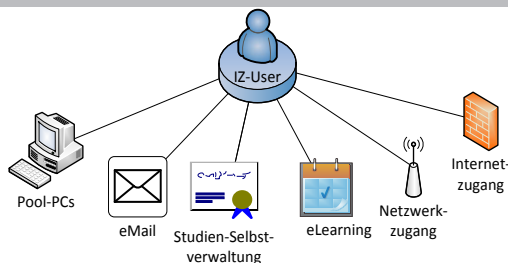 IZ-User
Pool-PCs
eMail
Studien-Selbst-
verwaltung
eLearning
Netzwerk-
zugang
Internet-
zugang